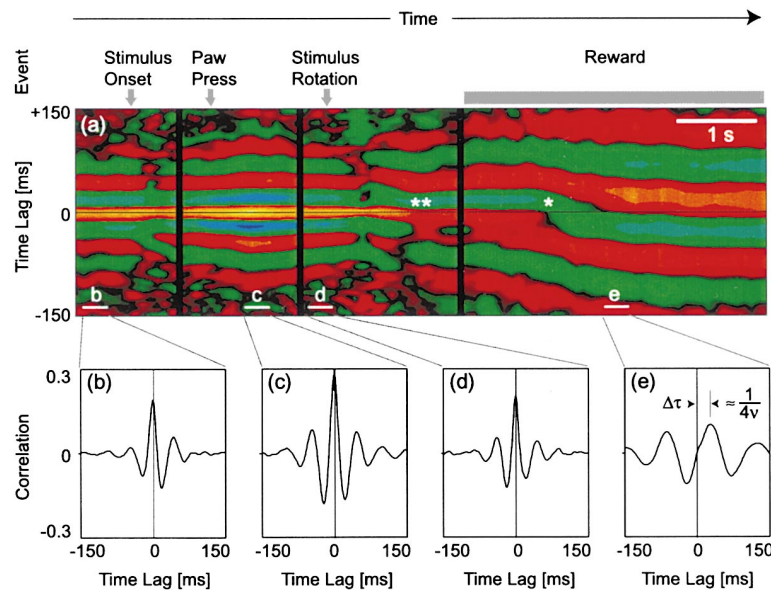 Time
Event
Stimulus
Onset
Paw
Press
Stimulus
Rotation
Reward
+150
(a)
1 s
Time Lag [ms]
0
**
*
b
c
d
e
-150
0.3
(b)
(c)
(d)
(e)
Δτ ≈ 1/4ν
Correlation
0
-0.3
-150 0 150
-150 0 150
-150 0 150
-150 0 150
Time Lag [ms]
Time Lag [ms]
Time Lag [ms]
Time Lag [ms]